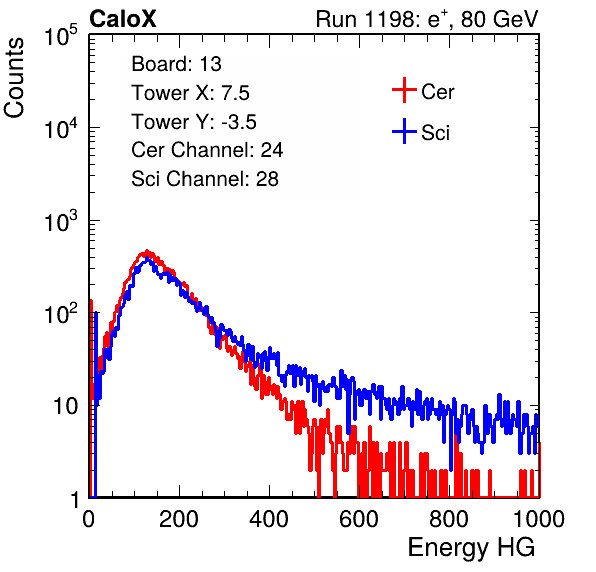 CaloX Run 1198: e+, 80 GeV
Counts
Board: 13
Tower X: 7.5
Tower Y: -3.5
Cer Channel: 24
Sci Channel: 28
Cer
Sci
10^5
10^4
10^3
10^2
10
1
0 200 400 600 800 1000
Energy HG